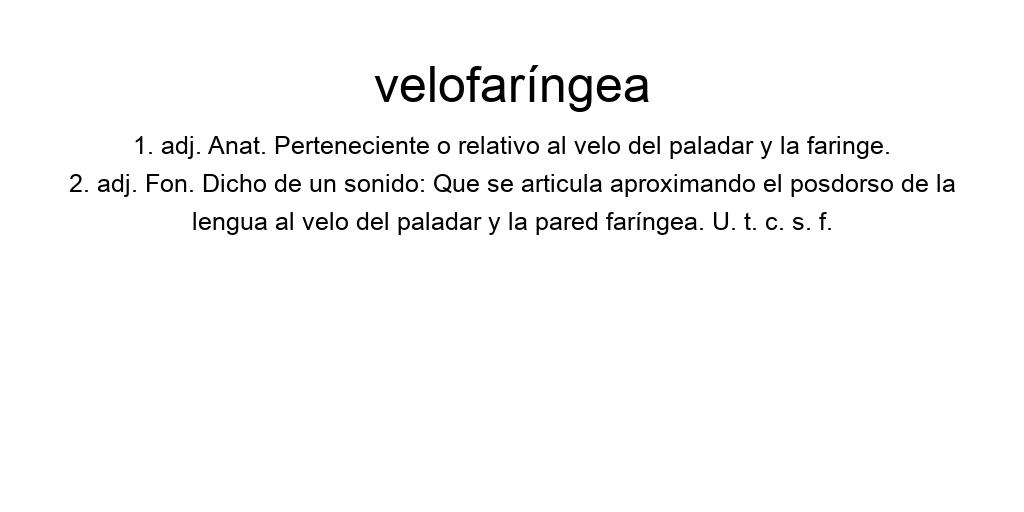 velofaríngea
1. adj. Anat. Perteneciente o relativo al velo del paladar y la faringe.
2. adj. Fon. Dicho de un sonido: Que se articula aproximando el posdorso de la
lengua al velo del paladar y la pared faríngea. U. t. c. s. f.